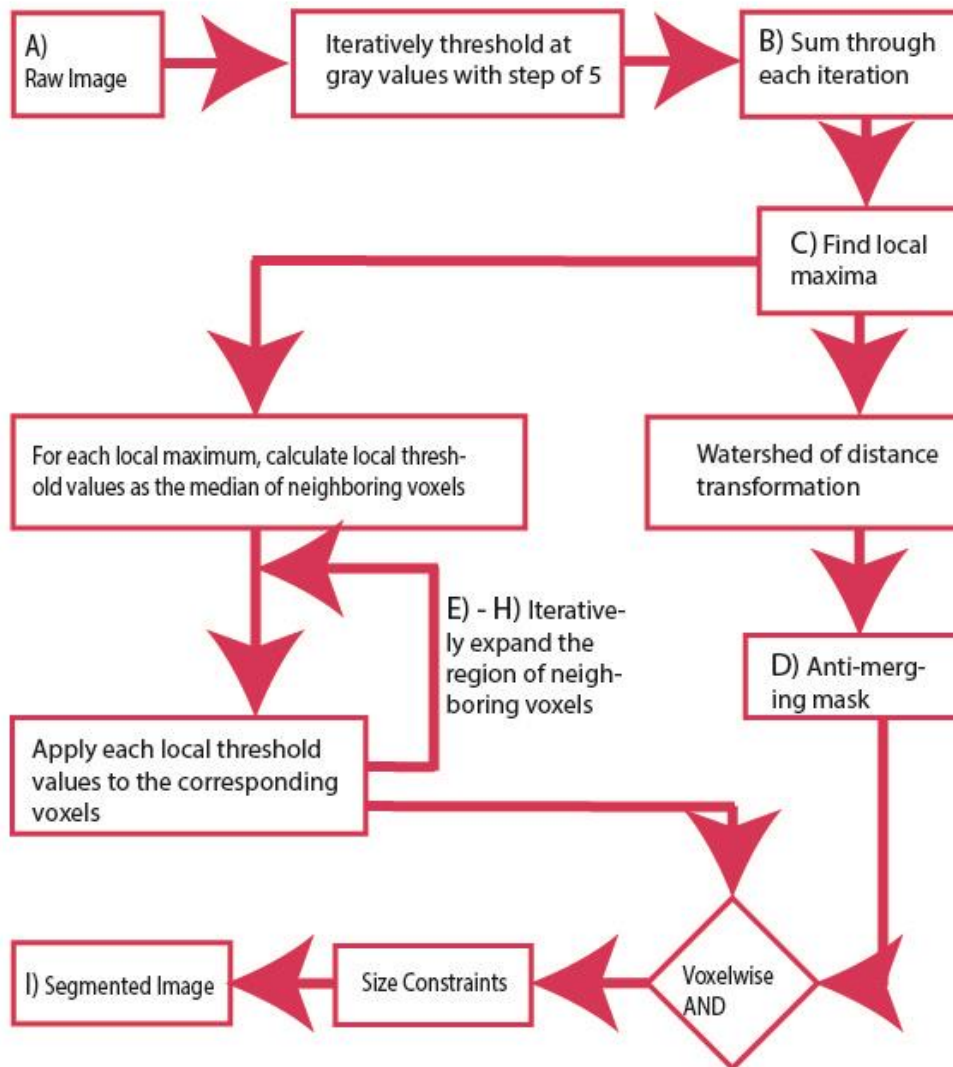 A)
Raw Image
Iteratively threshold at
gray values with step of 5
B) Sum through
each iteration
C) Find local
maxima
For each local maximum, calculate local thresh-
old values as the median of neighboring voxels
Watershed of distance
transformation
E) - H) Iterative-
ly expand the
region of neigh-
boring voxels
D) Anti-merg-
ing mask
Apply each local threshold
values to the corresponding
voxels
Voxelwise
AND
Size Constraints
I) Segmented Image